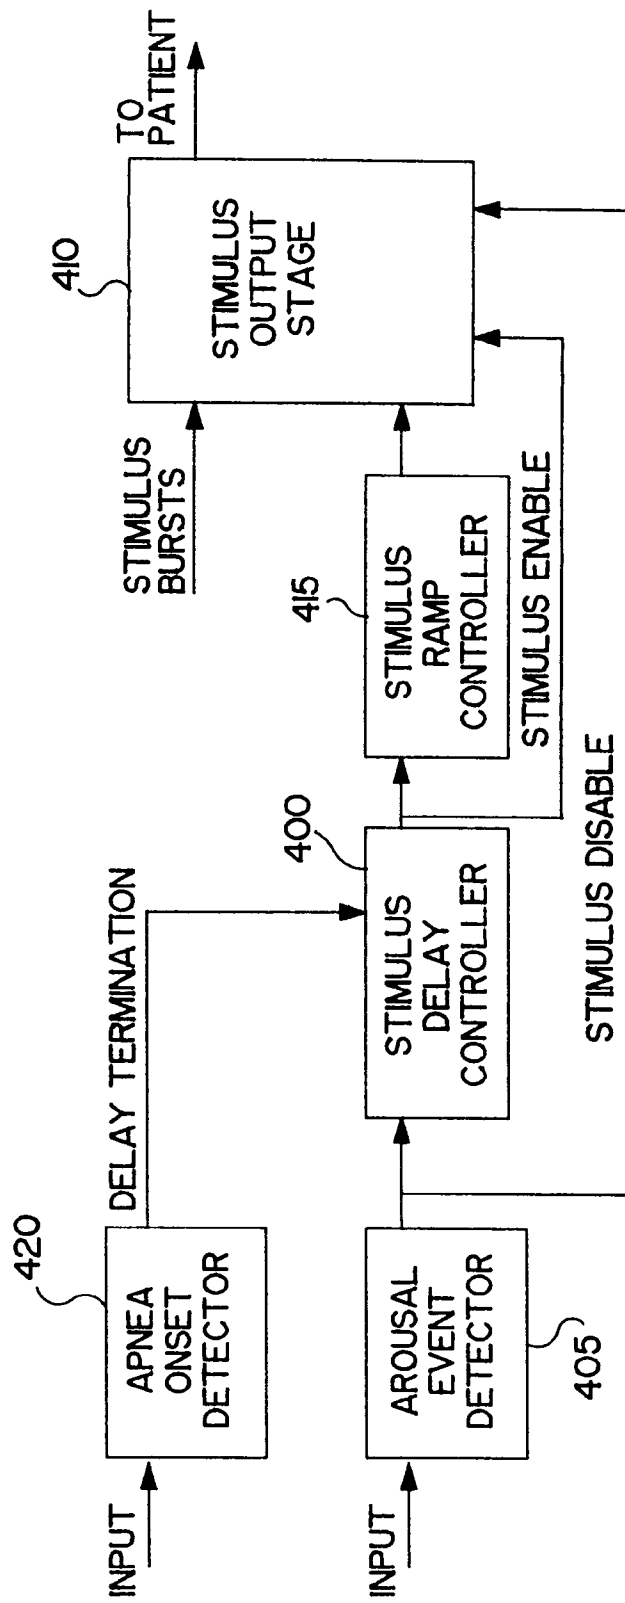 INPUT
APNEA
ONSET
DETECTOR
420
DELAY TERMINATION
INPUT
AROUSAL
EVENT
DETECTOR
405
STIMULUS
DELAY
CONTROLLER
400
STIMULUS
RAMP
CONTROLLER
415
STIMULUS
BURSTS
STIMULUS
OUTPUT
STAGE
410
TO
PATIENT
STIMULUS ENABLE
STIMULUS DISABLE